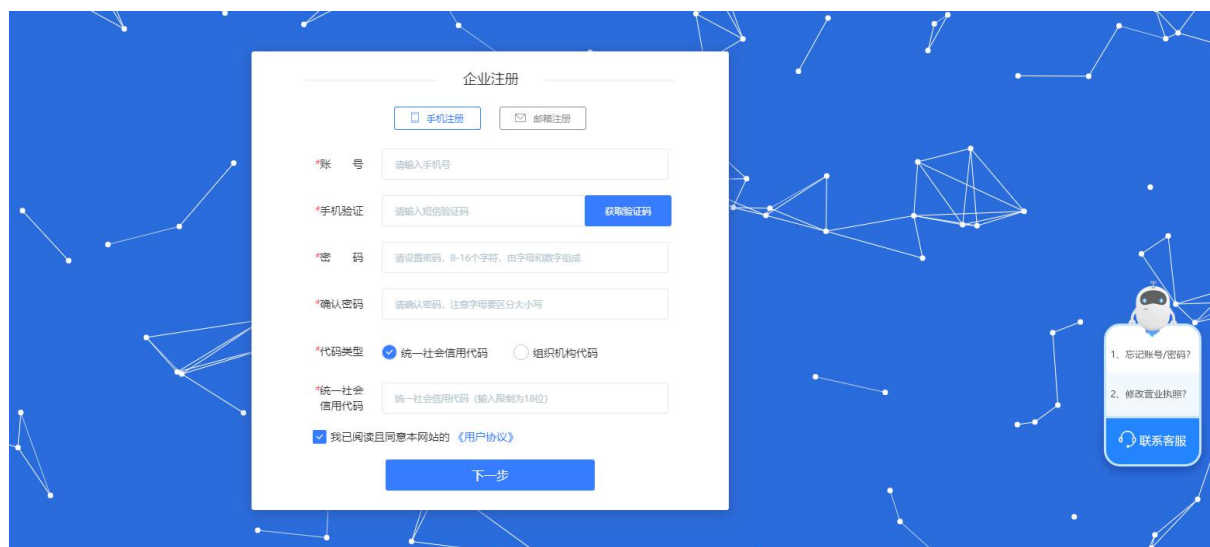 企业注册
手机注册 邮箱注册
*账 号 请输入手机号
*手机验证 请输入短信验证码 获取验证码
*密 码 请设置密码，8-16个字符，由字母和数字组成
*确认密码 请确认密码，注意字母要区分大小写
*代码类型 统一社会信用代码 组织机构代码
*统一社会
信用代码 统一社会信用代码（输入限制为18位）
我已阅读且同意本网站的《用户协议》
下一步
1、忘记账号/密码?
2、修改营业执照?
联系客服